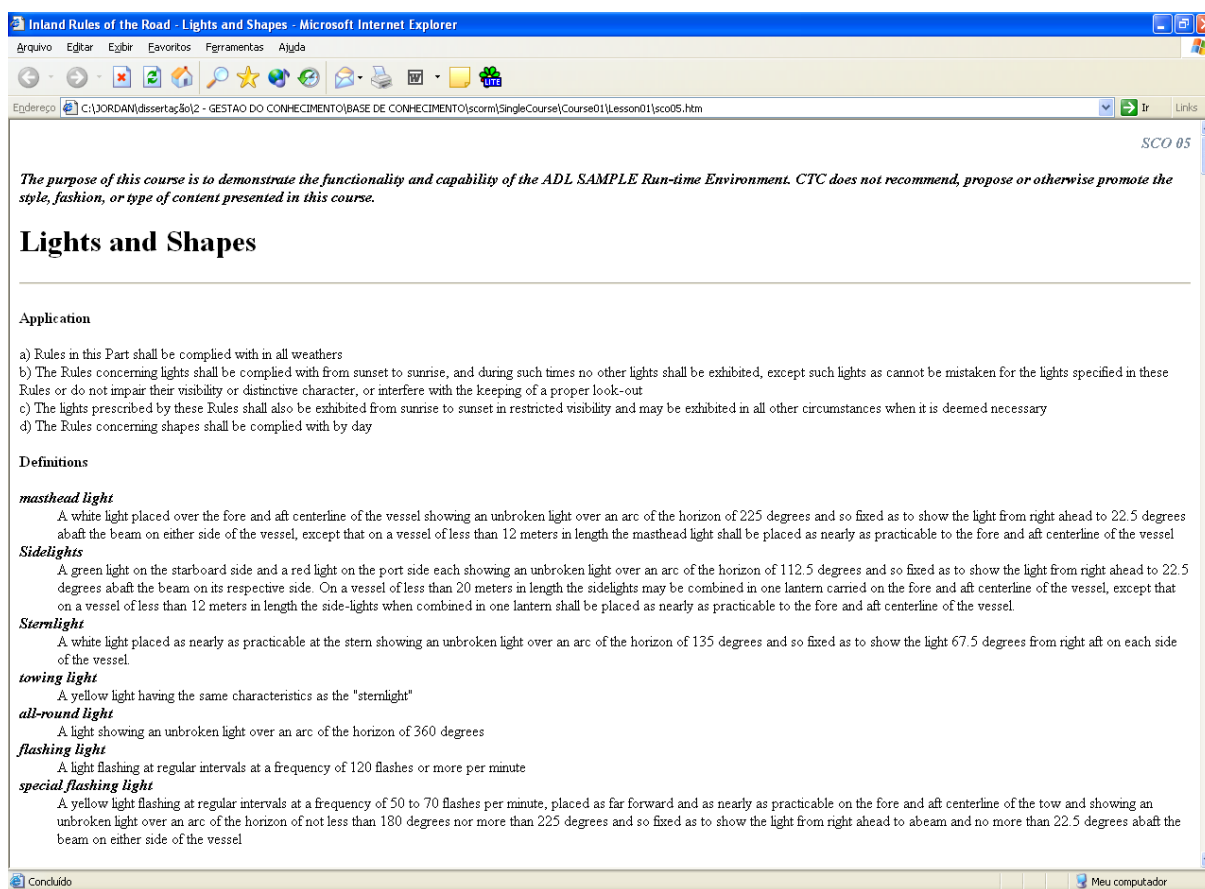 Inland Rules of the Road - Lights and Shapes - Microsoft Internet Explorer
Arquivo Editar Exibir Favoritos Ferramentas Ajuda
W LITE
Endereço C:\JORDAN\dissertação\2 - GESTAO DO CONHECIMENTO\BASE DE CONHECIMENTO\scorm\SingleCourse\Course01\Lesson01\sco05.htm Ir Links
SCO 05
The purpose of this course is to demonstrate the functionality and capability of the ADL SAMPLE Run-time Environment. CTC does not recommend, propose or otherwise promote the
style, fashion, or type of content presented in this course.
Lights and Shapes
Application
a) Rules in this Part shall be complied with in all weathers
b) The Rules concerning lights shall be complied with from sunset to sunrise, and during such times no other lights shall be exhibited, except such lights as cannot be mistaken for the lights specified in these
Rules or do not impair their visibility or distinctive character, or interfere with the keeping of a proper look-out
c) The lights prescribed by these Rules shall also be exhibited from sunrise to sunset in restricted visibility and may be exhibited in all other circumstances when it is deemed necessary
d) The Rules concerning shapes shall be complied with by day
Definitions
masthead light
A white light placed over the fore and aft centerline of the vessel showing an unbroken light over an arc of the horizon of 225 degrees and so fixed as to show the light from right ahead to 22.5 degrees
abaft the beam on either side of the vessel, except that on a vessel of less than 12 meters in length the masthead light shall be placed as nearly as practicable to the fore and aft centerline of the vessel
Sidelights
A green light on the starboard side and a red light on the port side each showing an unbroken light over an arc of the horizon of 112.5 degrees and so fixed as to show the light from right ahead to 22.5
degrees abaft the beam on its respective side. On a vessel of less than 20 meters in length the sidelights may be combined in one lantern carried on the fore and aft centerline of the vessel, except that
on a vessel of less than 12 meters in length the side-lights when combined in one lantern shall be placed as nearly as practicable to the fore and aft centerline of the vessel.
Sternlight
A white light placed as nearly as practicable at the stern showing an unbroken light over an arc of the horizon of 135 degrees and so fixed as to show the light 67.5 degrees from right aft on each side
of the vessel.
towing light
A yellow light having the same characteristics as the "sternlight"
all-round light
A light showing an unbroken light over an arc of the horizon of 360 degrees
flashing light
A light flashing at regular intervals at a frequency of 120 flashes or more per minute
special flashing light
A yellow light flashing at regular intervals at a frequency of 50 to 70 flashes per minute, placed as far forward and as nearly as practicable on the fore and aft centerline of the tow and showing an
unbroken light over an arc of the horizon of not less than 180 degrees nor more than 225 degrees and so fixed as to show the light from right ahead to abeam and no more than 22.5 degrees abaft the
beam on either side of the vessel
Concluído Meu computador